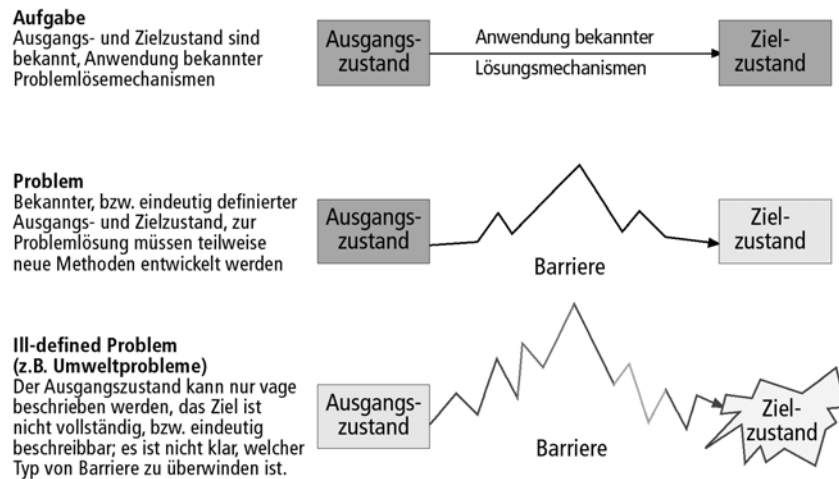 Aufgabe
Ausgangs- und Zielzustand sind
bekannt, Anwendung bekannter
Problemlösemechanismen
Ausgangs-
zustand
Anwendung bekannter
Lösungsmechanismen
Ziel-
zustand
Problem
Bekannter, bzw. eindeutig definierter
Ausgangs- und Zielzustand, zur
Problemlösung müssen teilweise
neue Methoden entwickelt werden
Ausgangs-
zustand
Barriere
Ziel-
zustand
Ill-defined Problem
(z.B. Umweltprobleme)
Der Ausgangszustand kann nur vage
beschrieben werden, das Ziel ist
nicht vollständig, bzw. eindeutig
beschreibbar; es ist nicht klar, welcher
Typ von Barriere zu überwinden ist.
Ausgangs-
zustand
Barriere
Ziel-
zustand